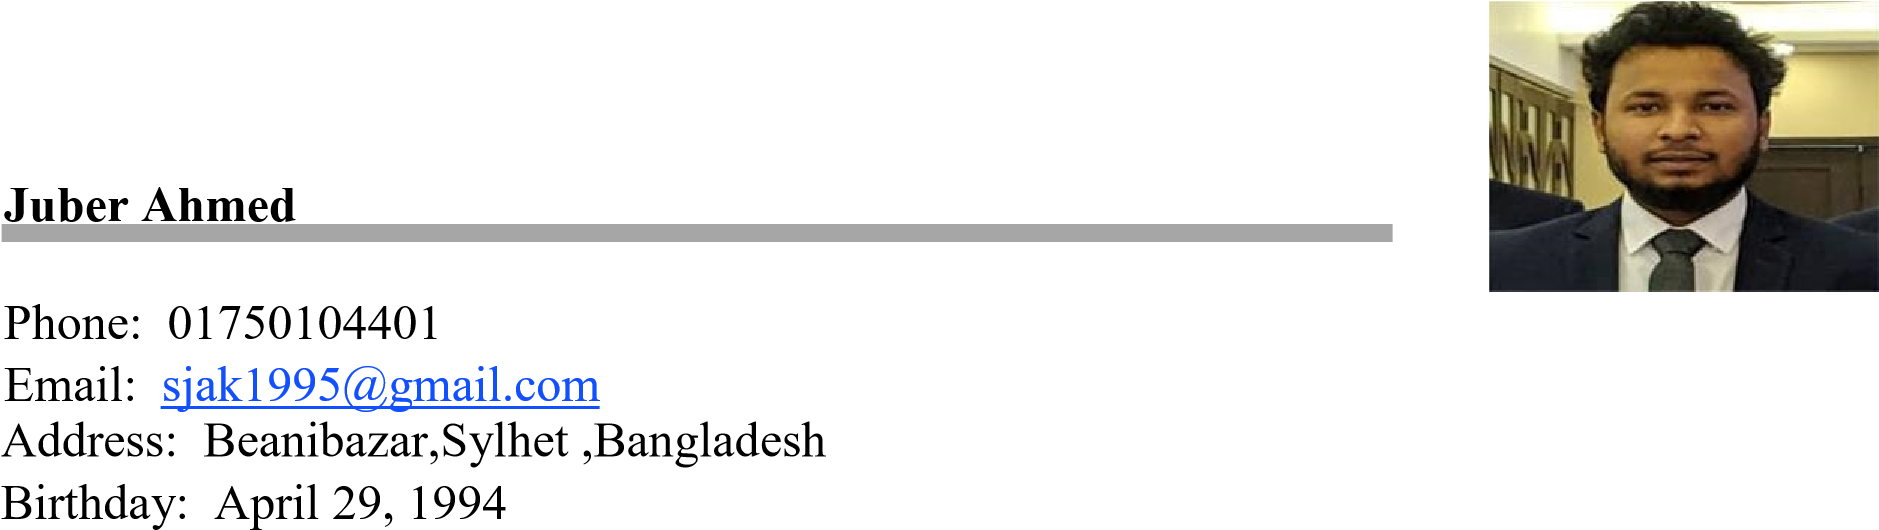 Juber Ahmed
Phone: 01750104401
Email: sjak1995@gmail.com
Address: Beanibazar,Sylhet ,Bangladesh
Birthday: April 29, 1994